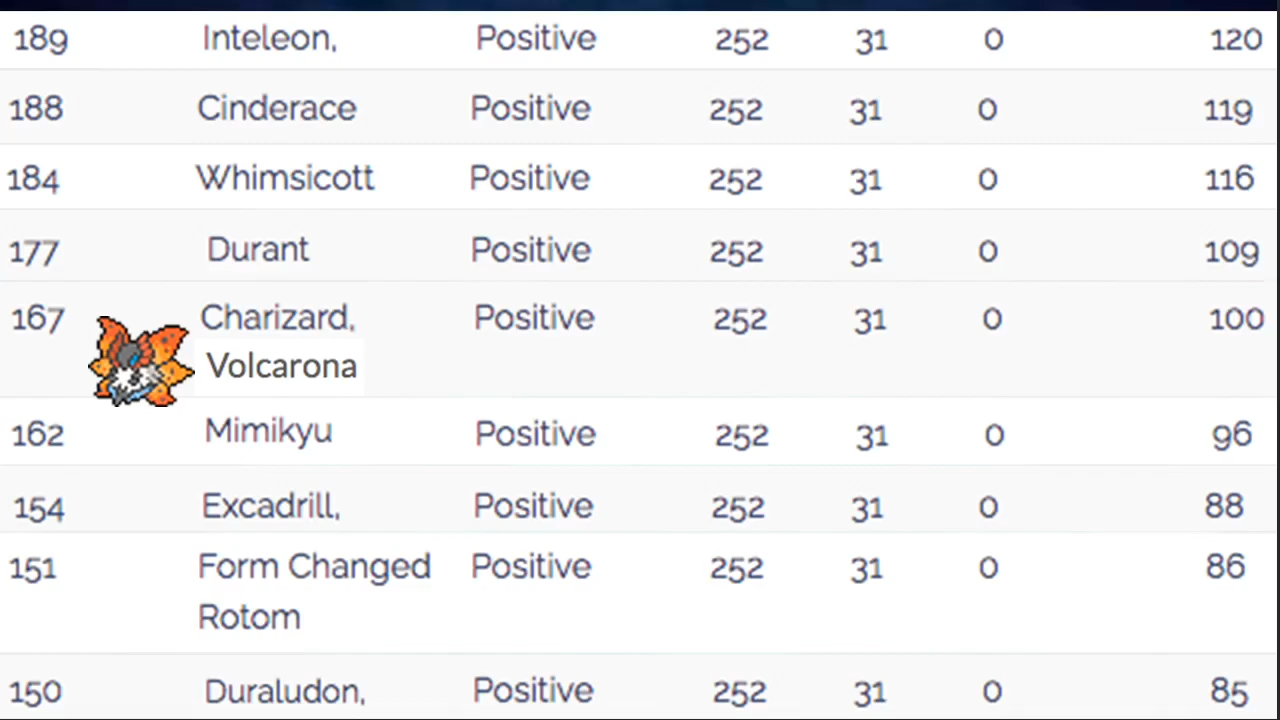 189 Inteleon, Positive 252 31 0 120
188 Cinderace Positive 252 31 0 119
184 Whimsicott Positive 252 31 0 116
177 Durant Positive 252 31 0 109
167 Charizard, Positive 252 31 0 100
Volcarona
162 Mimikyu Positive 252 31 0 96
154 Excadrill, Positive 252 31 0 88
151 Form Changed Positive 252 31 0 86
Rotom
150 Duraludon, Positive 252 31 0 85